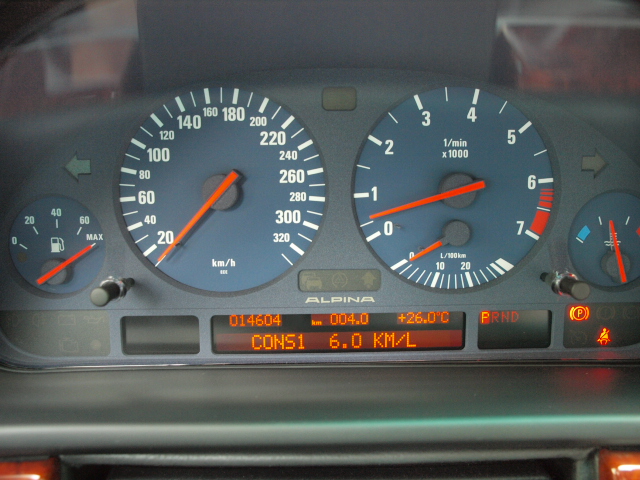 20 40 60 80 100 120 140 160 180 200 220 240 260 280 300 320
km/h
0 20 40 60 MAX
0 1 2 3 4 5 6 7
1/min
x 1000
0 10 20
L/100km
ALPINA
014604 km 004.0 +26.0°C PRND
CONS1 6.0 KM/L
(P)